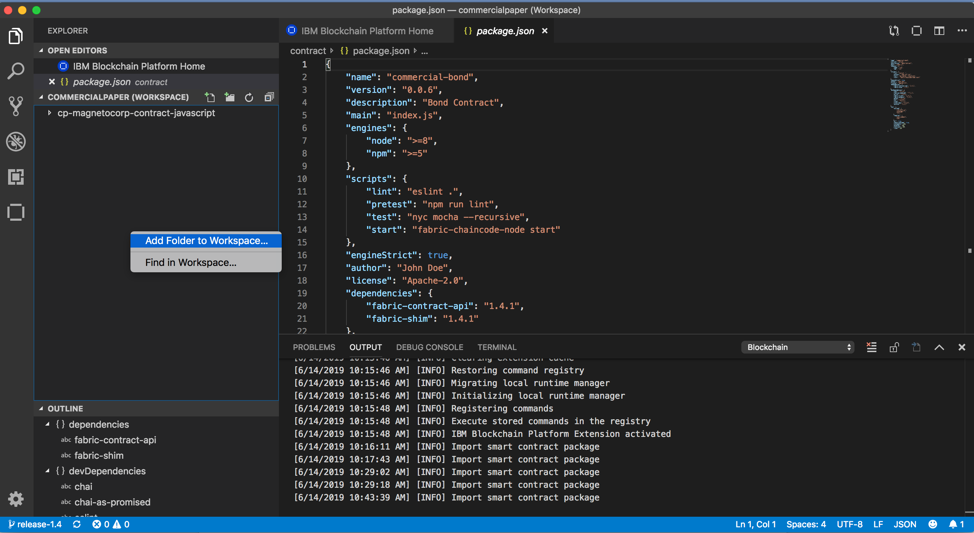 package.json — commercialpaper (Workspace)
EXPLORER
OPEN EDITORS
IBM Blockchain Platform Home
{} package.json contract
COMMERCIALPAPER (WORKSPACE)
cp-magnetocorp-contract-javascript
Add Folder to Workspace...
Find in Workspace...
OUTLINE
{} dependencies
abc fabric-contract-api
abc fabric-shim
{} devDependencies
abc chai
abc chai-as-promised
IBM Blockchain Platform Home
{} package.json
contract › {} package.json › ...
1 {
2 "name": "commercial-bond",
3 "version": "0.0.6",
4 "description": "Bond Contract",
5 "main": "index.js",
6 "engines": {
7 "node": ">=8",
8 "npm": ">=5"
9 },
10 "scripts": {
11 "lint": "eslint .",
12 "pretest": "npm run lint",
13 "test": "nyc mocha --recursive",
14 "start": "fabric-chaincode-node start"
15 },
16 "engineStrict": true,
17 "author": "John Doe",
18 "license": "Apache-2.0",
19 "dependencies": {
20 "fabric-contract-api": "1.4.1",
21 "fabric-shim": "1.4.1"
22 },
PROBLEMS OUTPUT DEBUG CONSOLE TERMINAL
Blockchain
[6/14/2019 10:15:46 AM] [INFO] Clearing extension cache
[6/14/2019 10:15:46 AM] [INFO] Restoring command registry
[6/14/2019 10:15:46 AM] [INFO] Migrating local runtime manager
[6/14/2019 10:15:46 AM] [INFO] Initializing local runtime manager
[6/14/2019 10:15:48 AM] [INFO] Registering commands
[6/14/2019 10:15:48 AM] [INFO] Execute stored commands in the registry
[6/14/2019 10:15:48 AM] [INFO] IBM Blockchain Platform Extension activated
[6/14/2019 10:16:11 AM] [INFO] Import smart contract package
[6/14/2019 10:17:43 AM] [INFO] Import smart contract package
[6/14/2019 10:29:02 AM] [INFO] Import smart contract package
[6/14/2019 10:29:18 AM] [INFO] Import smart contract package
[6/14/2019 10:43:39 AM] [INFO] Import smart contract package
release-1.4 0 0 Ln 1, Col 1 Spaces: 4 UTF-8 LF JSON 1